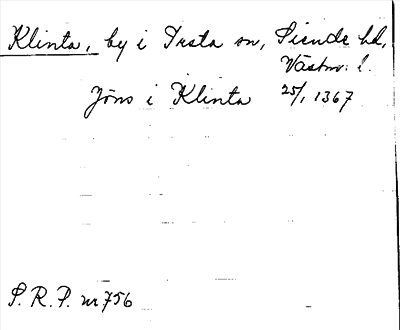 Klinta, by i Irsta sn, Siende hd,
Västm. l.
Jöns i Klinta 25/1 1367
S.R.P. nr 756